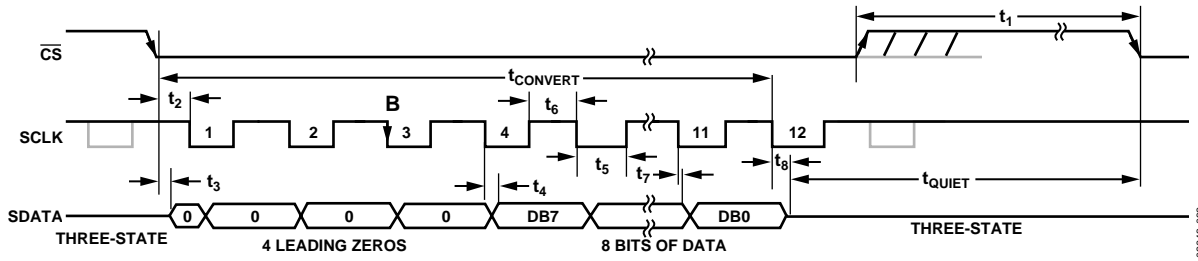 t1
CS
tCONVERT
t2
B
t6
SCLK
1
2
3
4
11
12
t3
t4
t5
t7
t8
tQUIET
SDATA
0
0
0
0
DB7
DB0
THREE-STATE
4 LEADING ZEROS
8 BITS OF DATA
THREE-STATE